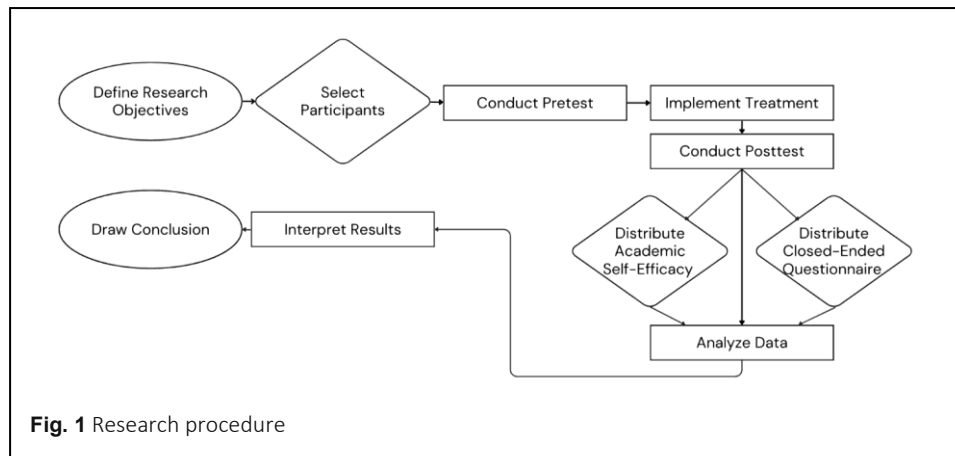 Define Research
Objectives
Select
Participants
Conduct Pretest
Implement Treatment
Conduct Posttest
Distribute
Academic
Self-Efficacy
Distribute
Closed-Ended
Questionnaire
Analyze Data
Interpret Results
Draw Conclusion
Fig. 1 Research procedure